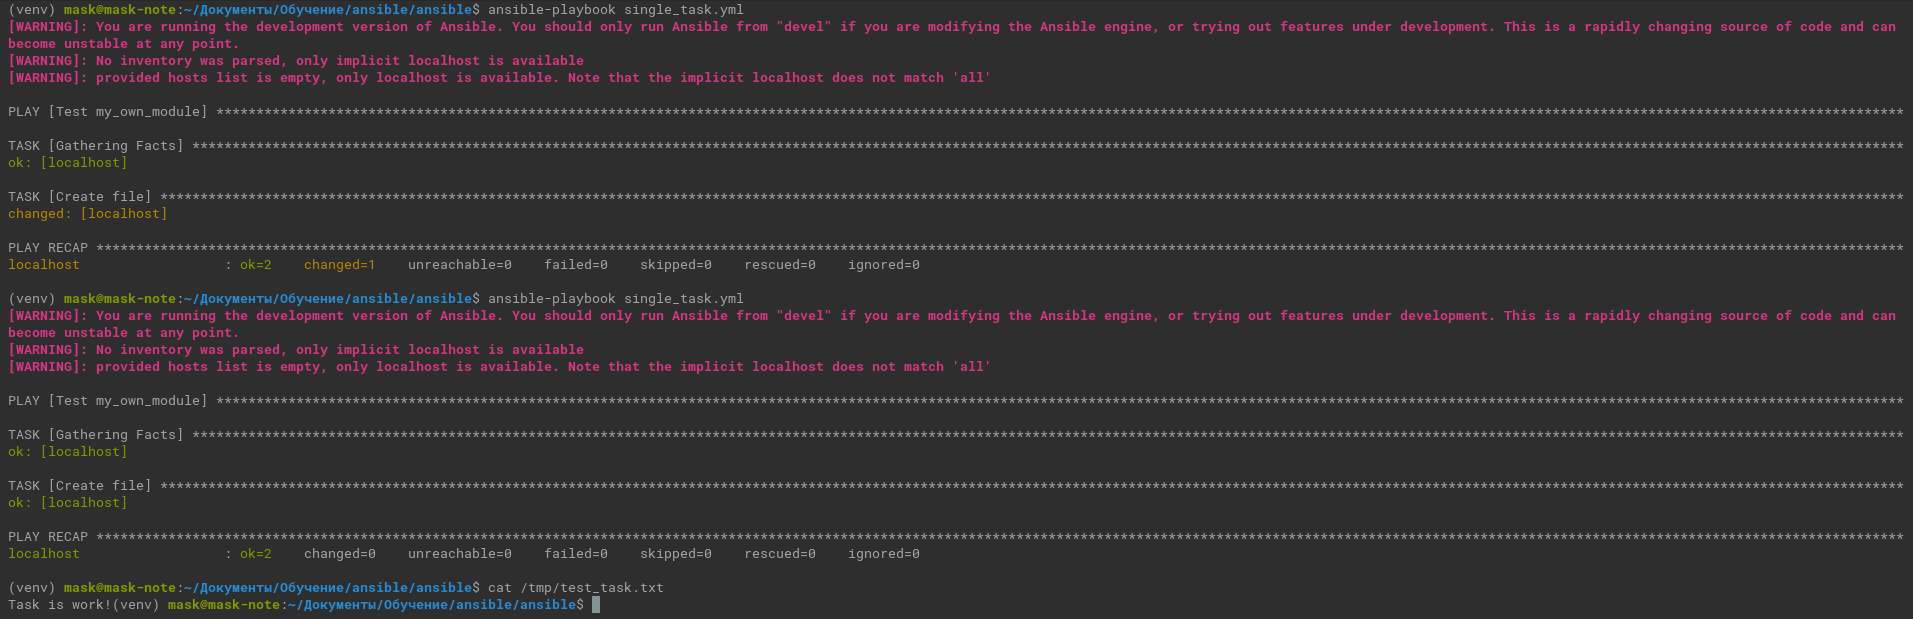 (venv) mask@mask-note:~/Документы/Обучение/ansible/ansible$ ansible-playbook single_task.yml
[WARNING]: You are running the development version of Ansible. You should only run Ansible from "devel" if you are modifying the Ansible engine, or trying out features under development. This is a rapidly changing source of code and can
become unstable at any point.
[WARNING]: No inventory was parsed, only implicit localhost is available
[WARNING]: provided hosts list is empty, only localhost is available. Note that the implicit localhost does not match 'all'
PLAY [Test my_own_module] *******************************************************************************************************************************************************************************************************************
TASK [Gathering Facts] **********************************************************************************************************************************************************************************************************************
ok: [localhost]
TASK [Create file] **************************************************************************************************************************************************************************************************************************
changed: [localhost]
PLAY RECAP **********************************************************************************************************************************************************************************************************************************
localhost                  : ok=2    changed=1    unreachable=0    failed=0    skipped=0    rescued=0    ignored=0
(venv) mask@mask-note:~/Документы/Обучение/ansible/ansible$ ansible-playbook single_task.yml
[WARNING]: You are running the development version of Ansible. You should only run Ansible from "devel" if you are modifying the Ansible engine, or trying out features under development. This is a rapidly changing source of code and can
become unstable at any point.
[WARNING]: No inventory was parsed, only implicit localhost is available
[WARNING]: provided hosts list is empty, only localhost is available. Note that the implicit localhost does not match 'all'
PLAY [Test my_own_module] *******************************************************************************************************************************************************************************************************************
TASK [Gathering Facts] **********************************************************************************************************************************************************************************************************************
ok: [localhost]
TASK [Create file] **************************************************************************************************************************************************************************************************************************
ok: [localhost]
PLAY RECAP **********************************************************************************************************************************************************************************************************************************
localhost                  : ok=2    changed=0    unreachable=0    failed=0    skipped=0    rescued=0    ignored=0
(venv) mask@mask-note:~/Документы/Обучение/ansible/ansible$ cat /tmp/test_task.txt
Task is work!(venv) mask@mask-note:~/Документы/Обучение/ansible/ansible$